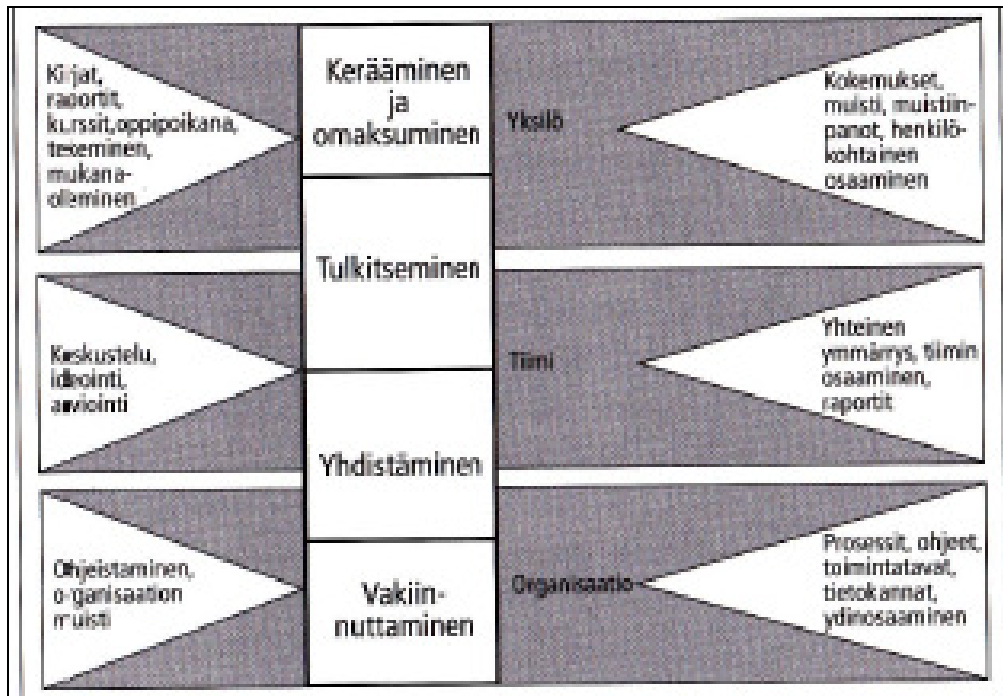 Kirjat,
raportit,
kurssit,oppipoikana,
tekeminen,
mukana-
olleminen
Kerääminen
ja
omaksuminen
Yksilö
Kokemukset,
muisti, muistiin-
panot, henkilö-
kohtainen
osaaminen
Tulkitseminen
Keskustelu,
ideointi,
arviointi
Tiimi
Yhteinen
ymmärrys, tiimin
osaaminen,
raportit
Yhdistäminen
Ohjeistaminen,
organisaation
muisti
Vakiin-
nuttaminen
Organisaatio
Prosessit, ohjeet,
toimintatavat,
tietokannat,
ydinosaaminen